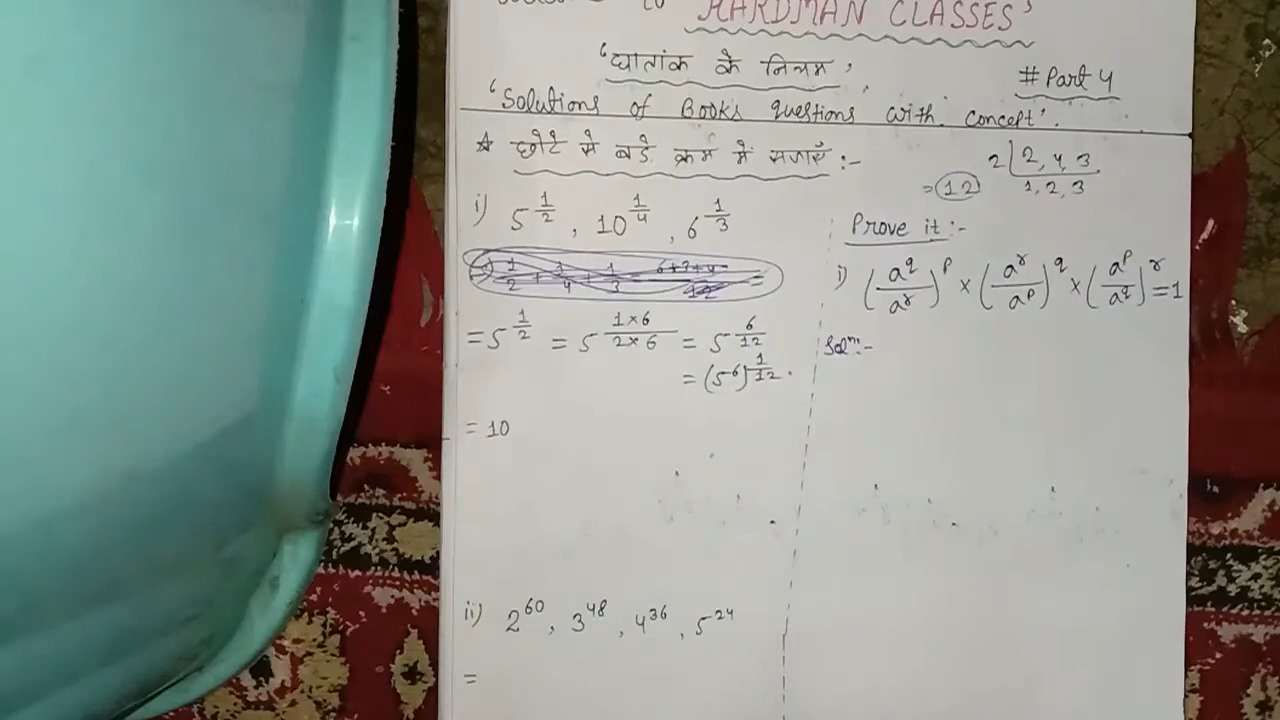 HARDMAN CLASSES'
'घातांक के नियम'
# Part 4
'Solutions of Books questions with concept'.
* छोटे से बड़े क्रम में सजाएँ :-
2 | 2, 4, 3
1, 2, 3
= 12
i) 5^{1/2}, 10^{1/4}, 6^{1/3}
= 5^{1/2} = 5^{1×6/2×6} = 5^{6/12}
= (5^6)^{1/12}.
= 10
ii) 2^{60}, 3^{48}, 4^{36}, 5^{24}
=
Prove it :-
i) (a^q/a^r)^p × (a^r/a^p)^q × (a^p/a^q)^r = 1
Sol^n :-